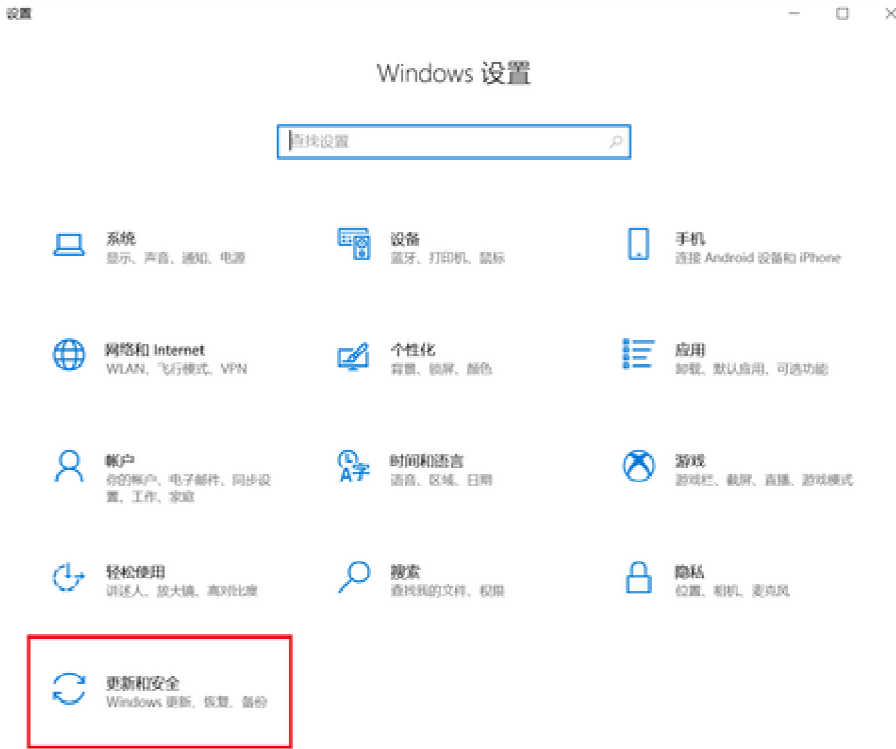 设置
Windows 设置
查找设置
系统
显示、声音、通知、电源
设备
蓝牙、打印机、鼠标
手机
连接 Android 设备和 iPhone
网络和 Internet
WLAN、飞行模式、VPN
个性化
背景、锁屏、颜色
应用
卸载、默认应用、可选功能
帐户
你的帐户、电子邮件、同步设
置、工作、家庭
时间和语言
语音、区域、日期
游戏
游戏栏、截屏、直播、游戏模式
轻松使用
讲述人、放大镜、高对比度
搜索
查找我的文件、权限
隐私
位置、相机、麦克风
更新和安全
Windows 更新、恢复、备份